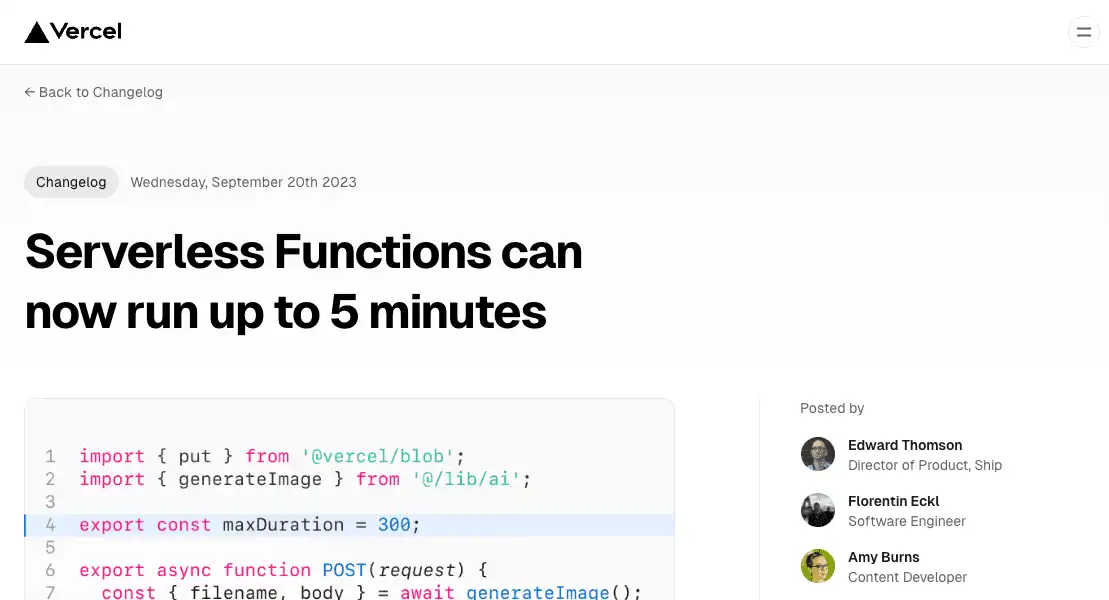 Vercel
← Back to Changelog
Changelog Wednesday, September 20th 2023
Serverless Functions can
now run up to 5 minutes
1 import { put } from '@vercel/blob';
2 import { generateImage } from '@/lib/ai';
3
4 export const maxDuration = 300;
5
6 export async function POST(request) {
7 const { filename, body } = await generateImage();
Posted by
Edward Thomson
Director of Product, Ship
Florentin Eckl
Software Engineer
Amy Burns
Content Developer